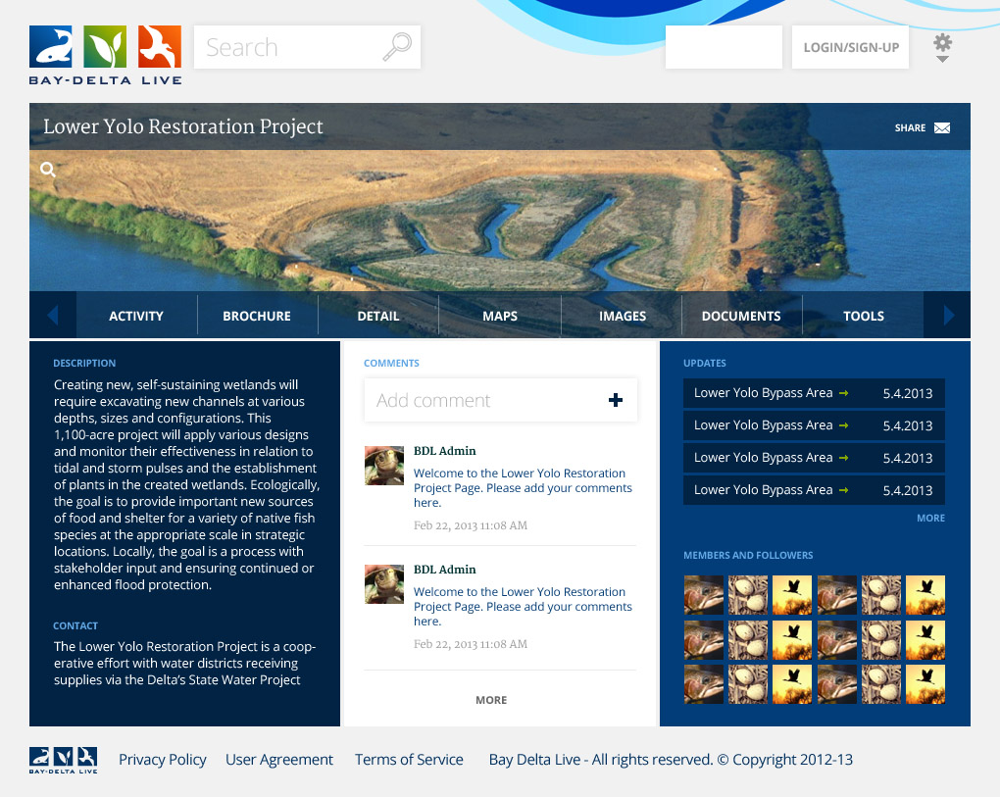 BAY-DELTA LIVE
Search
LOGIN/SIGN-UP
Lower Yolo Restoration Project
SHARE
ACTIVITY
BROCHURE
DETAIL
MAPS
IMAGES
DOCUMENTS
TOOLS
DESCRIPTION
Creating new, self-sustaining wetlands will
require excavating new channels at various
depths, sizes and configurations. This
1,100-acre project will apply various designs
and monitor their effectiveness in relation to
tidal and storm pulses and the establishment
of plants in the created wetlands. Ecologically,
the goal is to provide important new sources
of food and shelter for a variety of native fish
species at the appropriate scale in strategic
locations. Locally, the goal is a process with
stakeholder input and ensuring continued or
enhanced flood protection.
CONTACT
The Lower Yolo Restoration Project is a coop-
erative effort with water districts receiving
supplies via the Delta's State Water Project
COMMENTS
Add comment
BDL Admin
Welcome to the Lower Yolo Restoration
Project Page. Please add your comments
here.
Feb 22, 2013 11:08 AM
BDL Admin
Welcome to the Lower Yolo Restoration
Project Page. Please add your comments
here.
Feb 22, 2013 11:08 AM
MORE
UPDATES
Lower Yolo Bypass Area → 5.4.2013
Lower Yolo Bypass Area → 5.4.2013
Lower Yolo Bypass Area → 5.4.2013
Lower Yolo Bypass Area → 5.4.2013
MORE
MEMBERS AND FOLLOWERS
BAY-DELTA LIVE
Privacy Policy
User Agreement
Terms of Service
Bay Delta Live - All rights reserved. © Copyright 2012-13